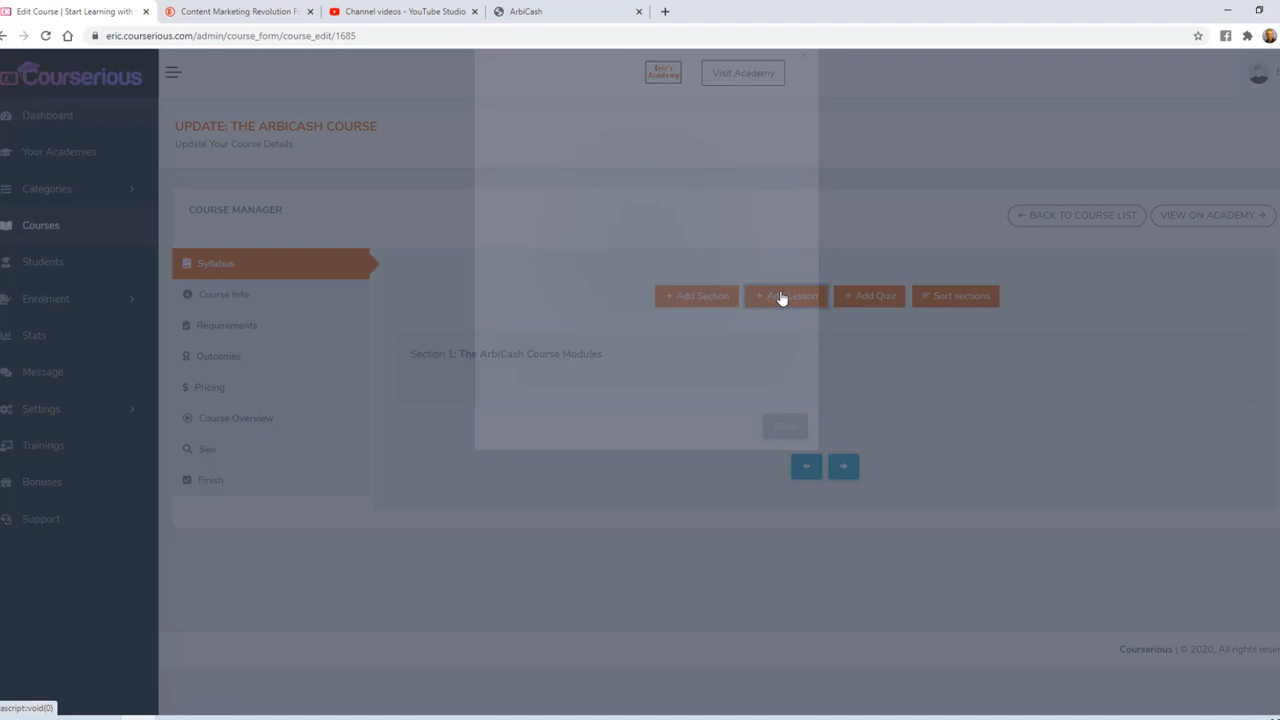 Edit Course | Start Learning with
Content Marketing Revolution F
Channel videos - YouTube Studio
ArbiCash
eric.courserious.com/admin/course_form/course_edit/1685
Courserious
Eric's Academy
Visit Academy
Dashboard
Your Academies
Categories
Courses
Students
Enrolment
Stats
Message
Settings
Trainings
Bonuses
Support
UPDATE: THE ARBICASH COURSE
Update Your Course Details
COURSE MANAGER
← BACK TO COURSE LIST
VIEW ON ACADEMY →
Syllabus
Course Info
Requirements
Outcomes
$ Pricing
Course Overview
Seo
Finish
+ Add Section
+ Add Lesson
+ Add Quiz
Sort sections
Section 1: The ArbiCash Course Modules
Close
← →
Courserious | © 2020, All rights rese
ascript:void(0)